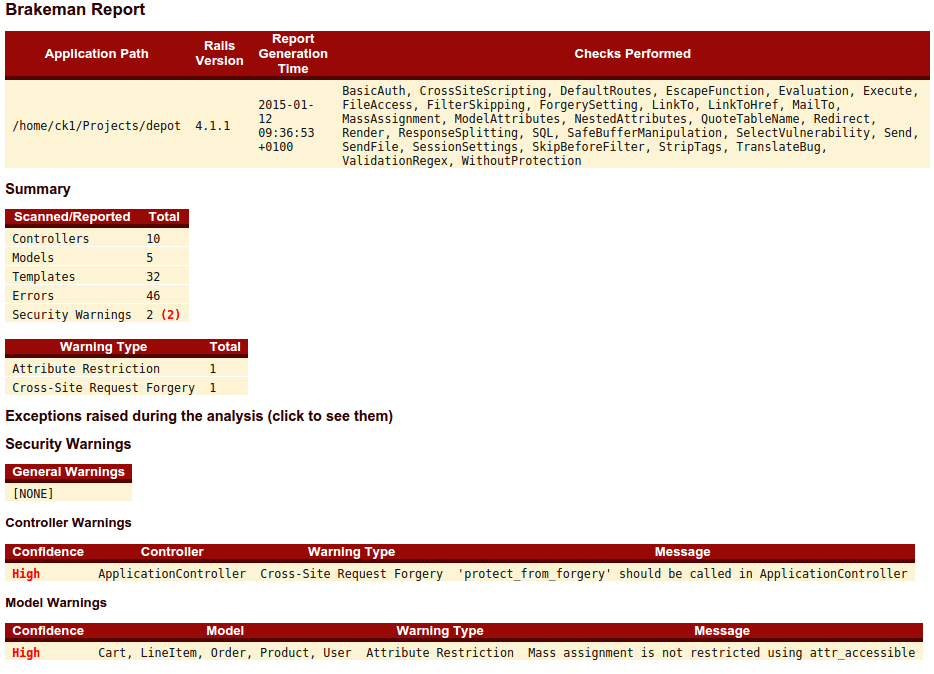 Brakeman Report
Application Path Rails Version Report Generation Time Checks Performed
/home/ck1/Projects/depot 4.1.1 2015-01-12 09:36:53 +0100 BasicAuth, CrossSiteScripting, DefaultRoutes, EscapeFunction, Evaluation, Execute,
FileAccess, FilterSkipping, ForgerySetting, LinkTo, LinkToHref, MailTo,
MassAssignment, ModelAttributes, NestedAttributes, QuoteTableName, Redirect,
Render, ResponseSplitting, SQL, SafeBufferManipulation, SelectVulnerability, Send,
SendFile, SessionSettings, SkipBeforeFilter, StripTags, TranslateBug,
ValidationRegex, WithoutProtection
Summary
Scanned/Reported Total
Controllers 10
Models 5
Templates 32
Errors 46
Security Warnings 2 (2)
Warning Type Total
Attribute Restriction 1
Cross-Site Request Forgery 1
Exceptions raised during the analysis (click to see them)
Security Warnings
General Warnings
[NONE]
Controller Warnings
Confidence Controller Warning Type Message
High ApplicationController Cross-Site Request Forgery 'protect_from_forgery' should be called in ApplicationController
Model Warnings
Confidence Model Warning Type Message
High Cart, LineItem, Order, Product, User Attribute Restriction Mass assignment is not restricted using attr_accessible